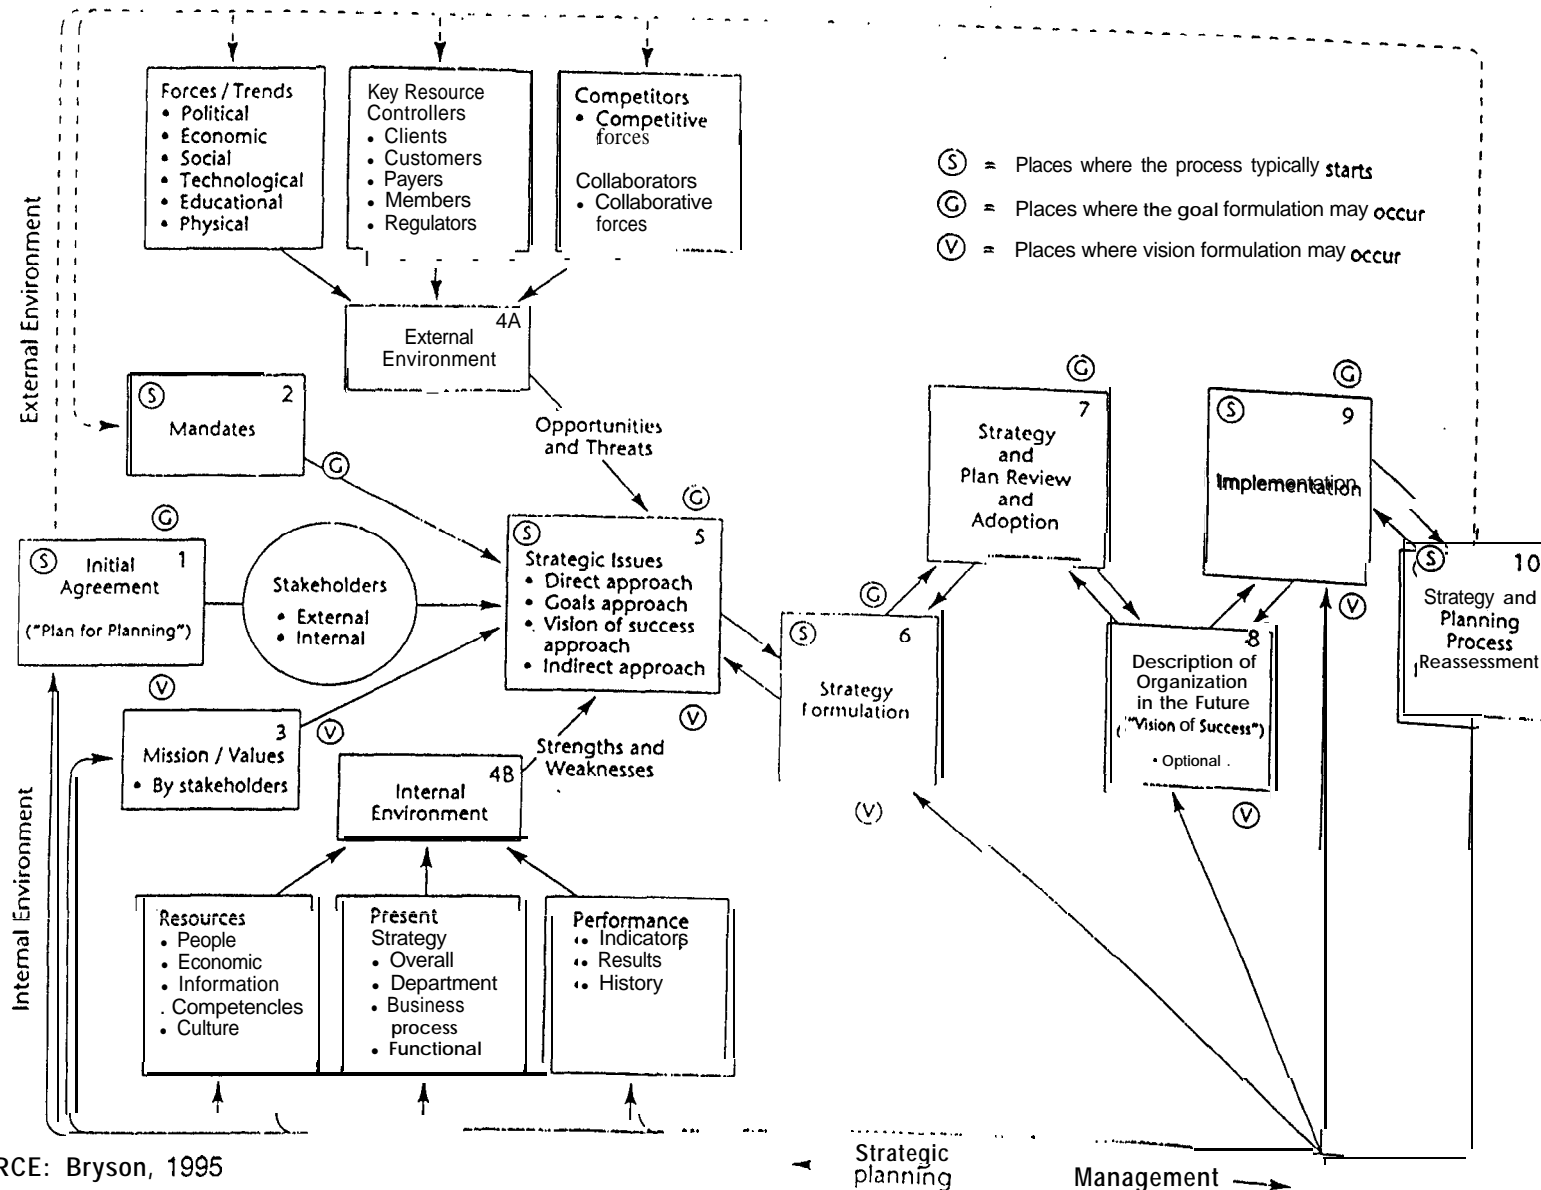 Forces / Trends
• Political
• Economic
• Social
• Technological
• Educational
• Physical
Key Resource
Controllers
• Clients
• Customers
• Payers
• Members
• Regulators
Competitors
• Competitive
forces
Collaborators
• Collaborative
forces
Ⓢ = Places where the process typically starts
Ⓖ = Places where the goal formulation may occur
Ⓥ = Places where vision formulation may occur
External Environment
4A
External
Environment
Ⓢ 2
Mandates
Ⓖ
Opportunities
and Threats
Ⓖ
Ⓢ 1
Initial
Agreement
("Plan for Planning")
Ⓖ
Ⓥ
Stakeholders
• External
• Internal
Ⓢ 5
Strategic Issues
• Direct approach
• Goals approach
• Vision of success
approach
• Indirect approach
Ⓥ
3
Mission / Values
• By stakeholders
Ⓥ
Strengths and
Weaknesses
4B
Internal
Environment
Internal Environment
Resources
• People
• Economic
• Information
. Competencies
• Culture
Present
Strategy
• Overall
• Department
• Business
process
• Functional
Performance
• Indicators
• Results
• History
Ⓖ
Ⓢ 6
Strategy
formulation
(V)
Ⓖ
7
Strategy
and
Plan Review
and
Adoption
8
Description of
Organization
in the Future
("Vision of Success")
• Optional .
Ⓥ
Ⓖ
Ⓢ 9
Implementation
Ⓥ
Ⓢ 10
Strategy and
Planning
Process
Reassessment
RCE: Bryson, 1995
Strategic
planning
Management